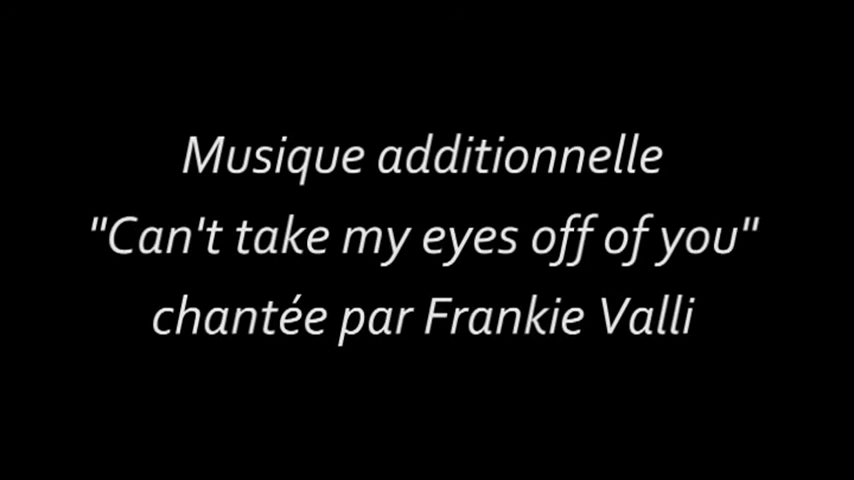 Musique additionnelle
"Can't take my eyes off of you"
chantée par Frankie Valli